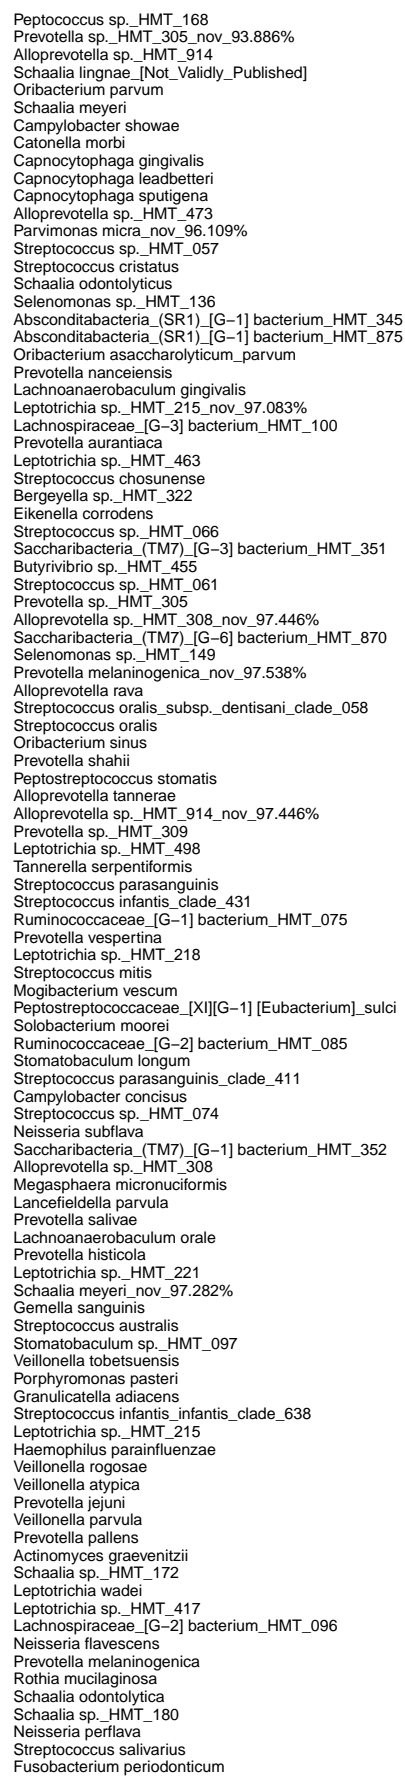 Peptococcus sp._HMT_168
Prevotella sp._HMT_305_nov_93.886%
Alloprevotella sp._HMT_914
Schaalia lingnae_[Not_Validly_Published]
Oribacterium parvum
Schaalia meyeri
Campylobacter showae
Catonella morbi
Capnocytophaga gingivalis
Capnocytophaga leadbetteri
Capnocytophaga sputigena
Alloprevotella sp._HMT_473
Parvimonas micra_nov_96.109%
Streptococcus sp._HMT_057
Streptococcus cristatus
Schaalia odontolyticus
Selenomonas sp._HMT_136
Absconditabacteria_(SR1)_[G−1] bacterium_HMT_345
Absconditabacteria_(SR1)_[G−1] bacterium_HMT_875
Oribacterium asaccharolyticum_parvum
Prevotella nanceiensis
Lachnoanaerobaculum gingivalis
Leptotrichia sp._HMT_215_nov_97.083%
Lachnospiraceae_[G−3] bacterium_HMT_100
Prevotella aurantiaca
Leptotrichia sp._HMT_463
Streptococcus chosunense
Bergeyella sp._HMT_322
Eikenella corrodens
Streptococcus sp._HMT_066
Saccharibacteria_(TM7)_[G−3] bacterium_HMT_351
Butyrivibrio sp._HMT_455
Streptococcus sp._HMT_061
Prevotella sp._HMT_305
Alloprevotella sp._HMT_308_nov_97.446%
Saccharibacteria_(TM7)_[G−6] bacterium_HMT_870
Selenomonas sp._HMT_149
Prevotella melaninogenica_nov_97.538%
Alloprevotella rava
Streptococcus oralis_subsp._dentisani_clade_058
Streptococcus oralis
Oribacterium sinus
Prevotella shahii
Peptostreptococcus stomatis
Alloprevotella tannerae
Alloprevotella sp._HMT_914_nov_97.446%
Prevotella sp._HMT_309
Leptotrichia sp._HMT_498
Tannerella serpentiformis
Streptococcus parasanguinis
Streptococcus infantis_clade_431
Ruminococcaceae_[G−1] bacterium_HMT_075
Prevotella vespertina
Leptotrichia sp._HMT_218
Streptococcus mitis
Mogibacterium vescum
Peptostreptococcaceae_[XI][G−1] [Eubacterium]_sulci
Solobacterium moorei
Ruminococcaceae_[G−2] bacterium_HMT_085
Stomatobaculum longum
Streptococcus parasanguinis_clade_411
Campylobacter concisus
Streptococcus sp._HMT_074
Neisseria subflava
Saccharibacteria_(TM7)_[G−1] bacterium_HMT_352
Alloprevotella sp._HMT_308
Megasphaera micronuciformis
Lancefieldella parvula
Prevotella salivae
Lachnoanaerobaculum orale
Prevotella histicola
Leptotrichia sp._HMT_221
Schaalia meyeri_nov_97.282%
Gemella sanguinis
Streptococcus australis
Stomatobaculum sp._HMT_097
Veillonella tobetsuensis
Porphyromonas pasteri
Granulicatella adiacens
Streptococcus infantis_infantis_clade_638
Leptotrichia sp._HMT_215
Haemophilus parainfluenzae
Veillonella rogosae
Veillonella atypica
Prevotella jejuni
Veillonella parvula
Prevotella pallens
Actinomyces graevenitzii
Schaalia sp._HMT_172
Leptotrichia wadei
Leptotrichia sp._HMT_417
Lachnospiraceae_[G−2] bacterium_HMT_096
Neisseria flavescens
Prevotella melaninogenica
Rothia mucilaginosa
Schaalia odontolytica
Schaalia sp._HMT_180
Neisseria perflava
Streptococcus salivarius
Fusobacterium periodonticum